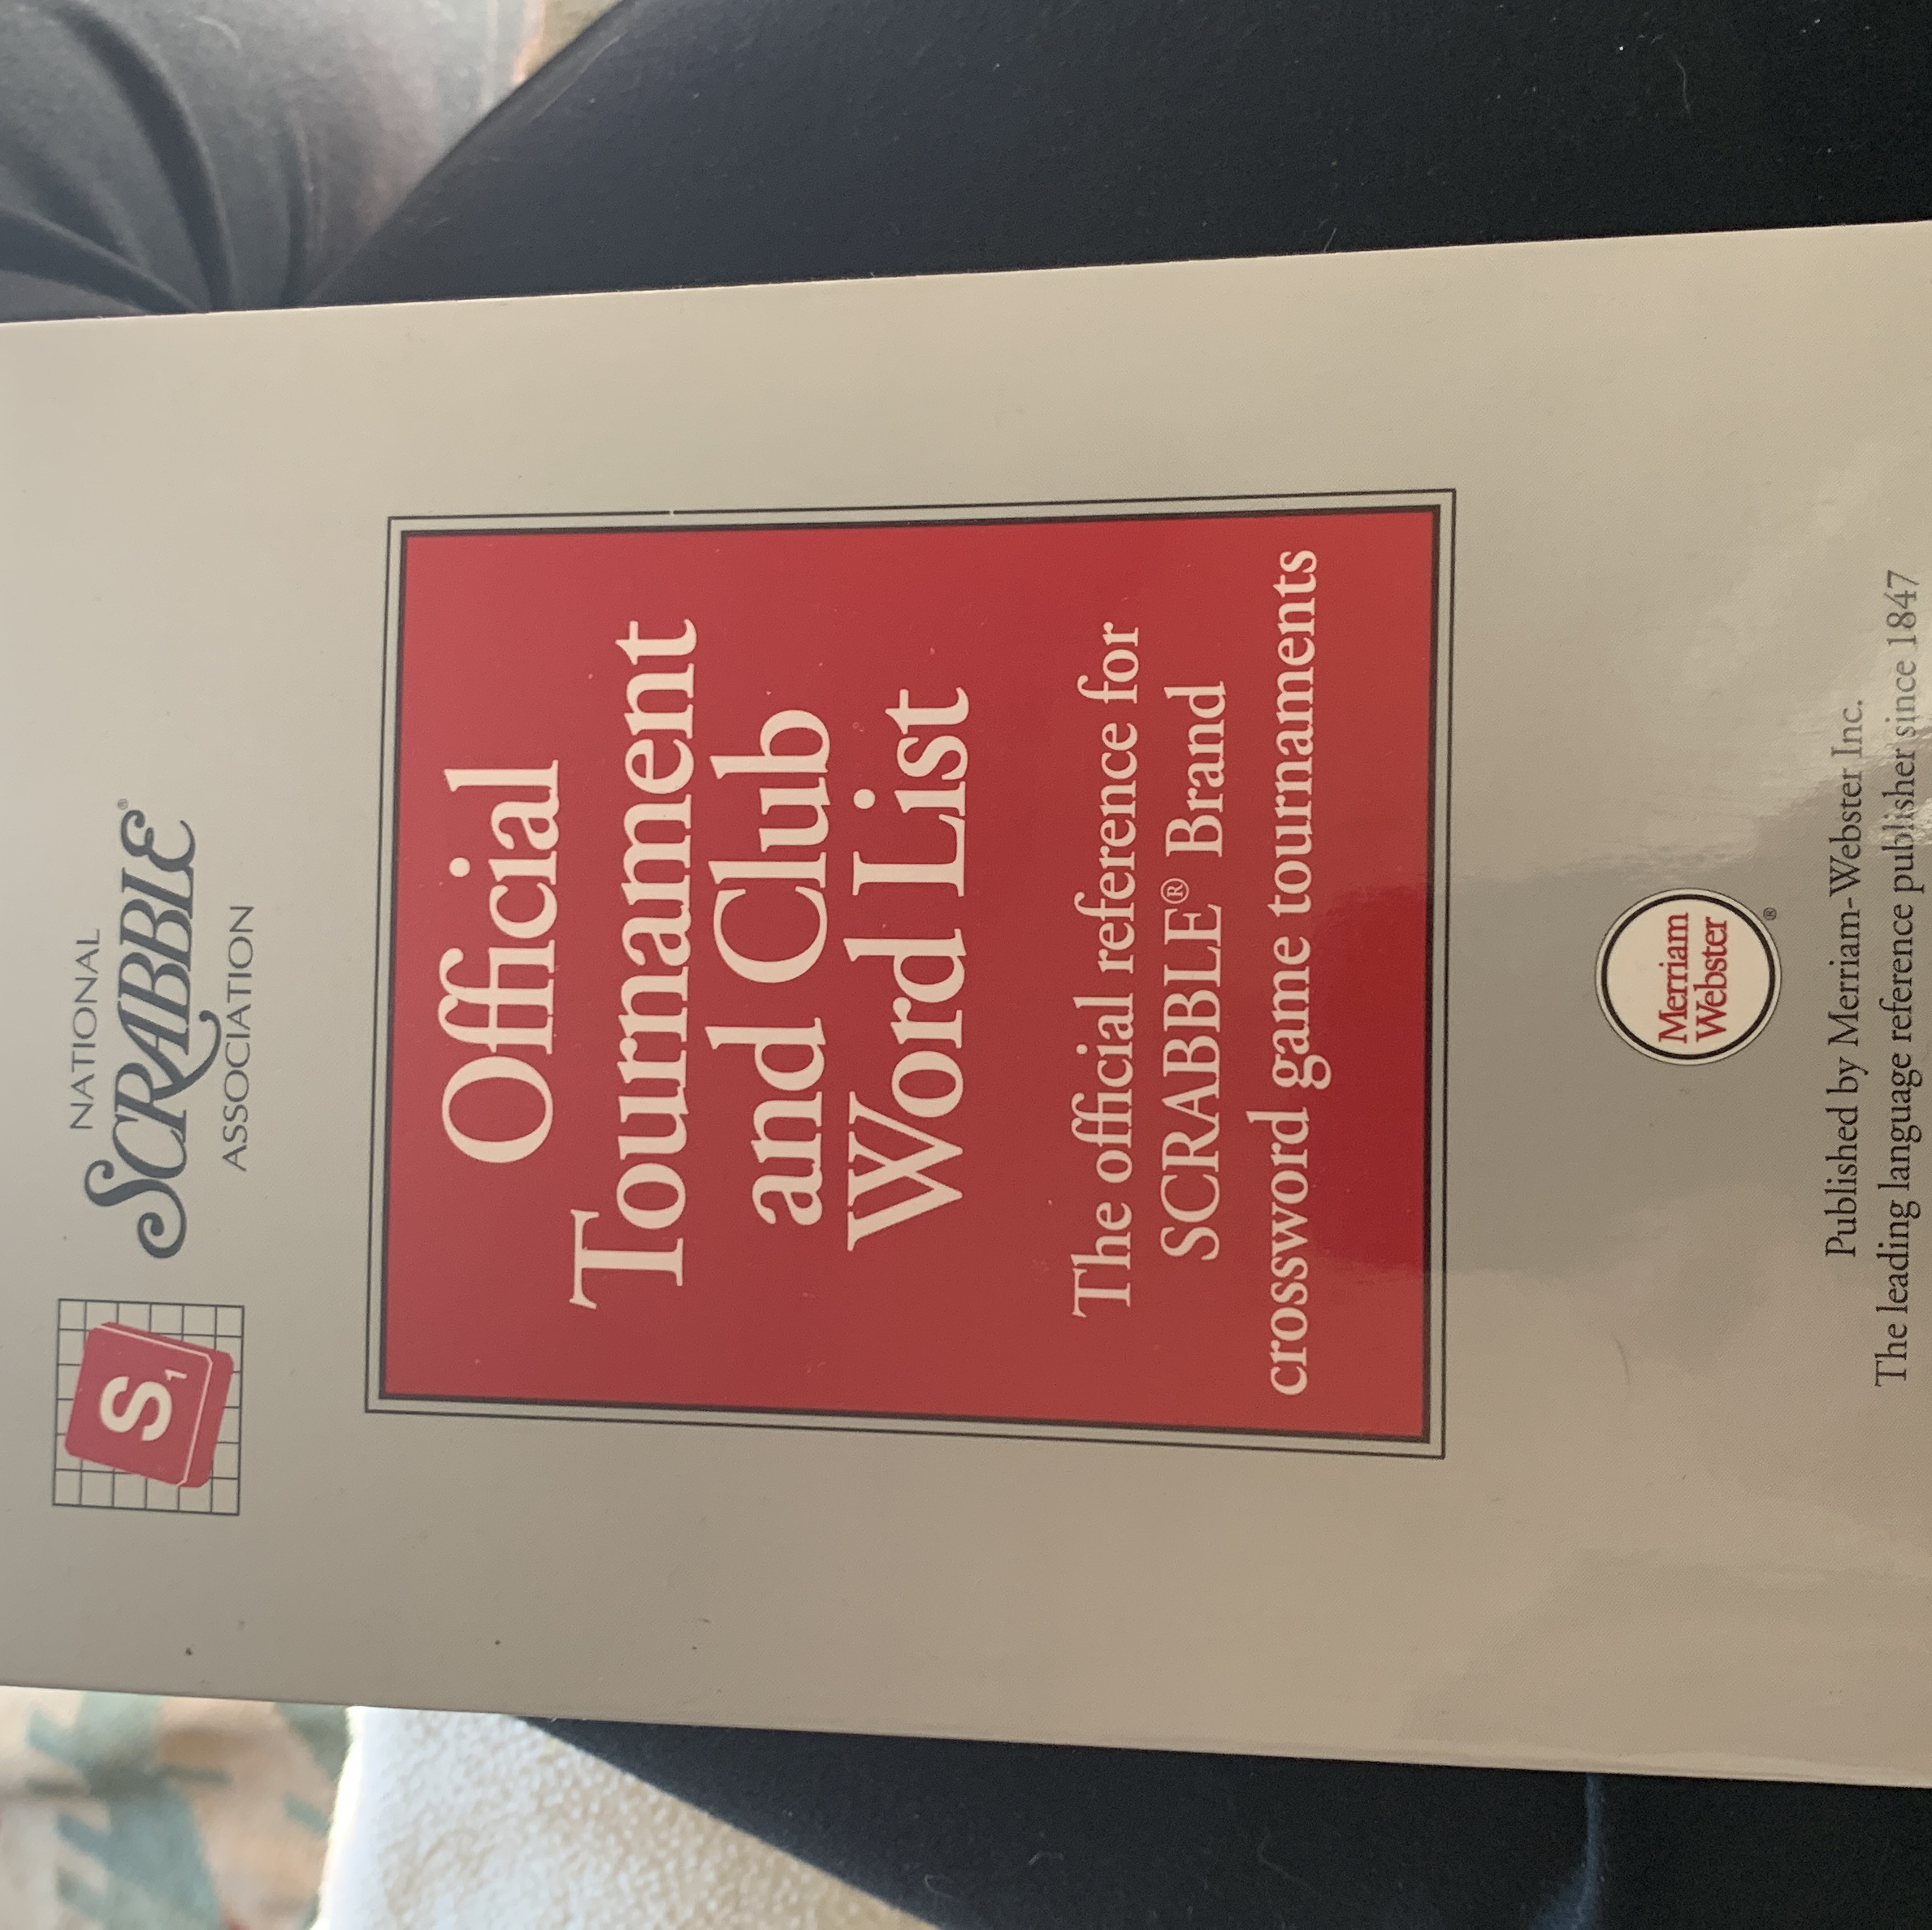 S1
NATIONAL
SCRABBLE®
ASSOCIATION
Official
Tournament
and Club
Word List
The official reference for
SCRABBLE® Brand
crossword game tournaments
Merriam
Webster
®
Published by Merriam-Webster Inc.
The leading language reference publisher since 1847